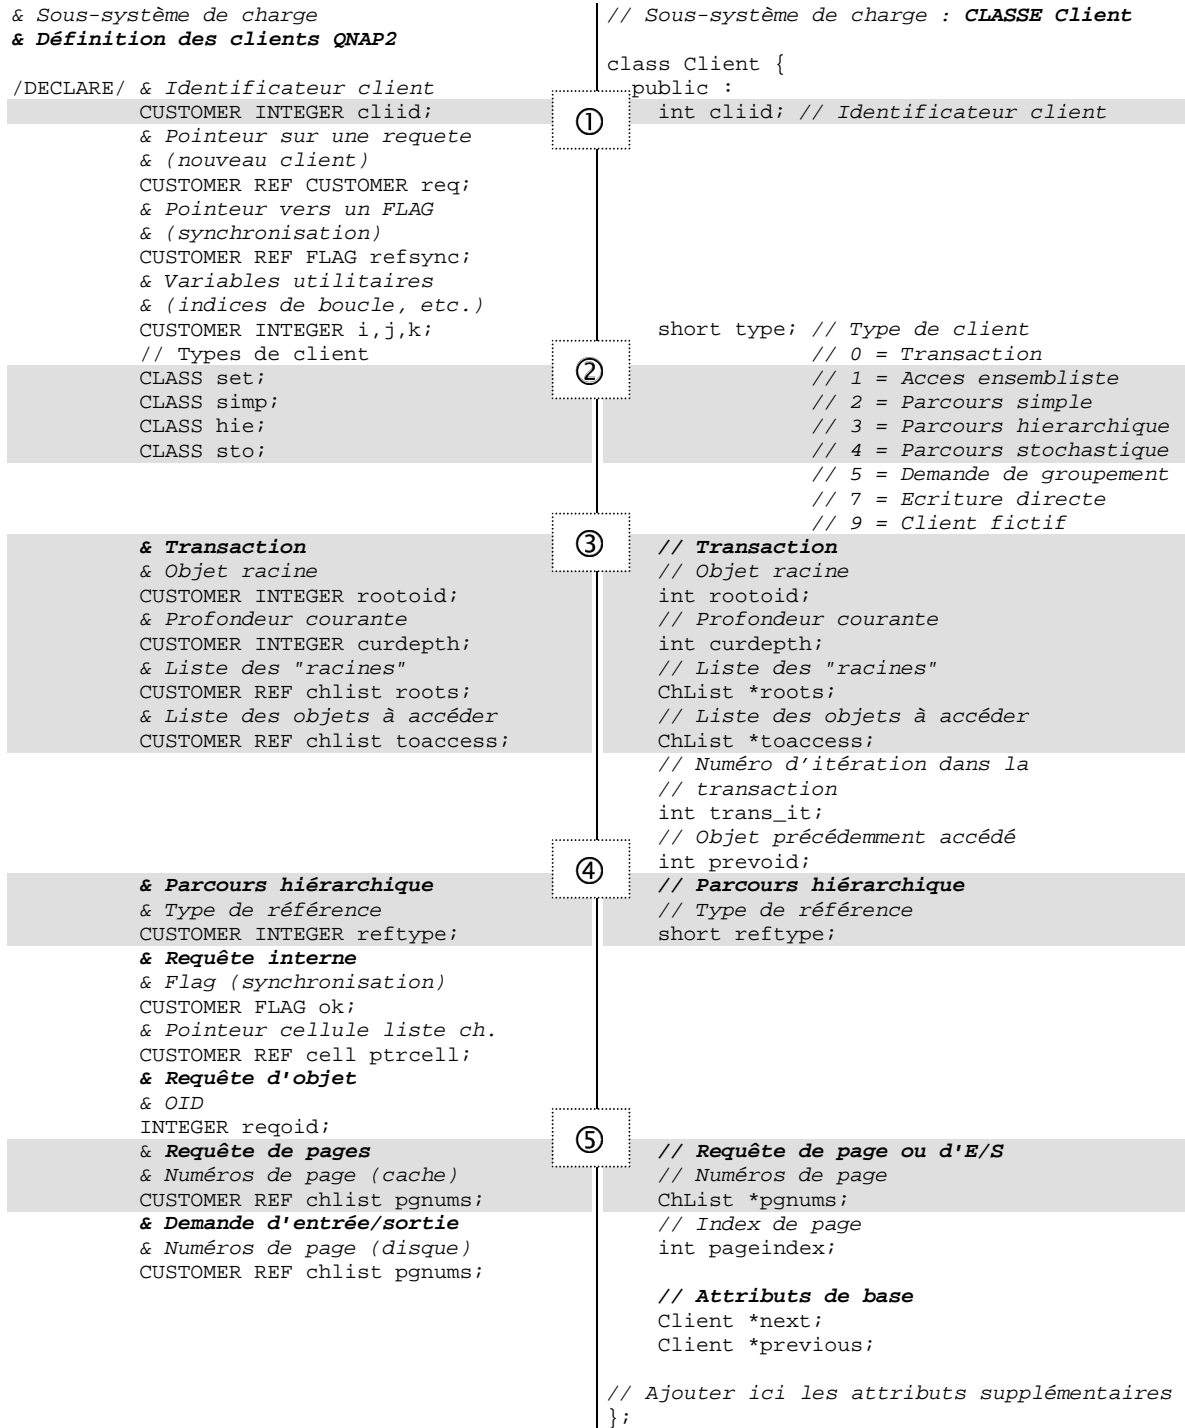 & Sous-système de charge
& Définition des clients QNAP2
/DECLARE/ & Identificateur client
CUSTOMER INTEGER cliid;
& Pointeur sur une requete
& (nouveau client)
CUSTOMER REF CUSTOMER req;
& Pointeur vers un FLAG
& (synchronisation)
CUSTOMER REF FLAG refsync;
& Variables utilitaires
& (indices de boucle, etc.)
CUSTOMER INTEGER i,j,k;
// Types de client
CLASS set;
CLASS simp;
CLASS hie;
CLASS sto;
& Transaction
& Objet racine
CUSTOMER INTEGER rootoid;
& Profondeur courante
CUSTOMER INTEGER curdepth;
& Liste des "racines"
CUSTOMER REF chlist roots;
& Liste des objets à accéder
CUSTOMER REF chlist toaccess;
& Parcours hiérarchique
& Type de référence
CUSTOMER INTEGER reftype;
& Requête interne
& Flag (synchronisation)
CUSTOMER FLAG ok;
& Pointeur cellule liste ch.
CUSTOMER REF cell ptrcell;
& Requête d'objet
& OID
INTEGER reqoid;
& Requête de pages
& Numéros de page (cache)
CUSTOMER REF chlist pgnums;
& Demande d'entrée/sortie
& Numéros de page (disque)
CUSTOMER REF chlist pgnums;
①
②
③
④
⑤
// Sous-système de charge : CLASSE Client
class Client {
public :
int cliid; // Identificateur client
short type; // Type de client
// 0 = Transaction
// 1 = Acces ensembliste
// 2 = Parcours simple
// 3 = Parcours hierarchique
// 4 = Parcours stochastique
// 5 = Demande de groupement
// 7 = Ecriture directe
// 9 = Client fictif
// Transaction
// Objet racine
int rootoid;
// Profondeur courante
int curdepth;
// Liste des "racines"
ChList *roots;
// Liste des objets à accéder
ChList *toaccess;
// Numéro d’itération dans la
// transaction
int trans_it;
// Objet précédemment accédé
int prevoid;
// Parcours hiérarchique
// Type de référence
short reftype;
// Requête de page ou d'E/S
// Numéros de page
ChList *pgnums;
// Index de page
int pageindex;
// Attributs de base
Client *next;
Client *previous;
// Ajouter ici les attributs supplémentaires
};